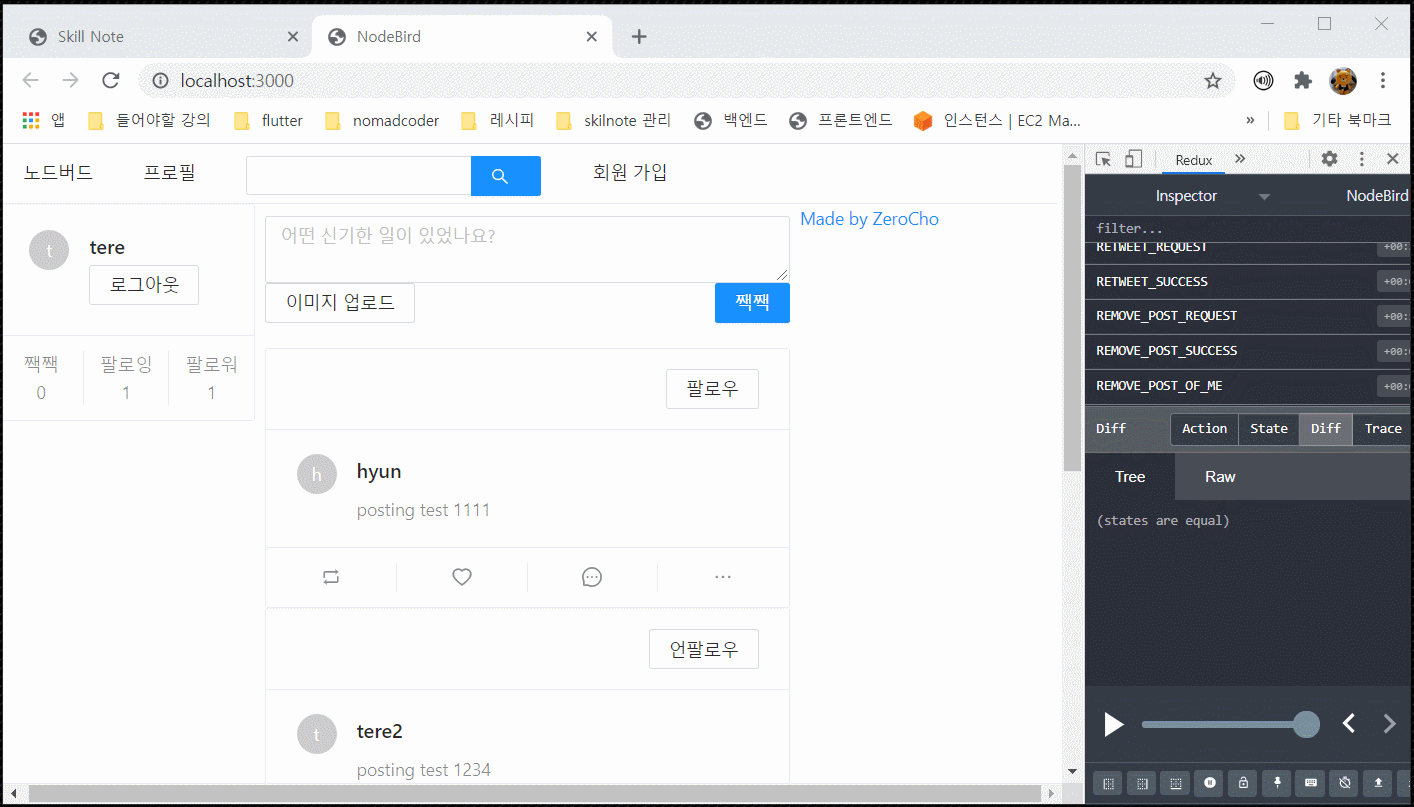 Skill Note
NodeBird
localhost:3000
앱 들어야할 강의 flutter nomadcoder 레시피 skilnote 관리 백엔드 프론트엔드 인스턴스 | EC2 Ma... » 기타 북마크
노드버드 프로필 회원 가입
tere
t
로그아웃
짹짹 팔로잉 팔로워
0 1 1
어떤 신기한 일이 있었나요?
이미지 업로드 짹짹
팔로우
h
hyun
posting test 1111
언팔로우
t
tere2
posting test 1234
Made by ZeroCho
Redux »
Inspector NodeBird
filter...
RETWEET_REQUEST +00:
RETWEET_SUCCESS +00:
REMOVE_POST_REQUEST +00:
REMOVE_POST_SUCCESS +00:
REMOVE_POST_OF_ME +00:
Diff Action State Diff Trace
Tree Raw
(states are equal)